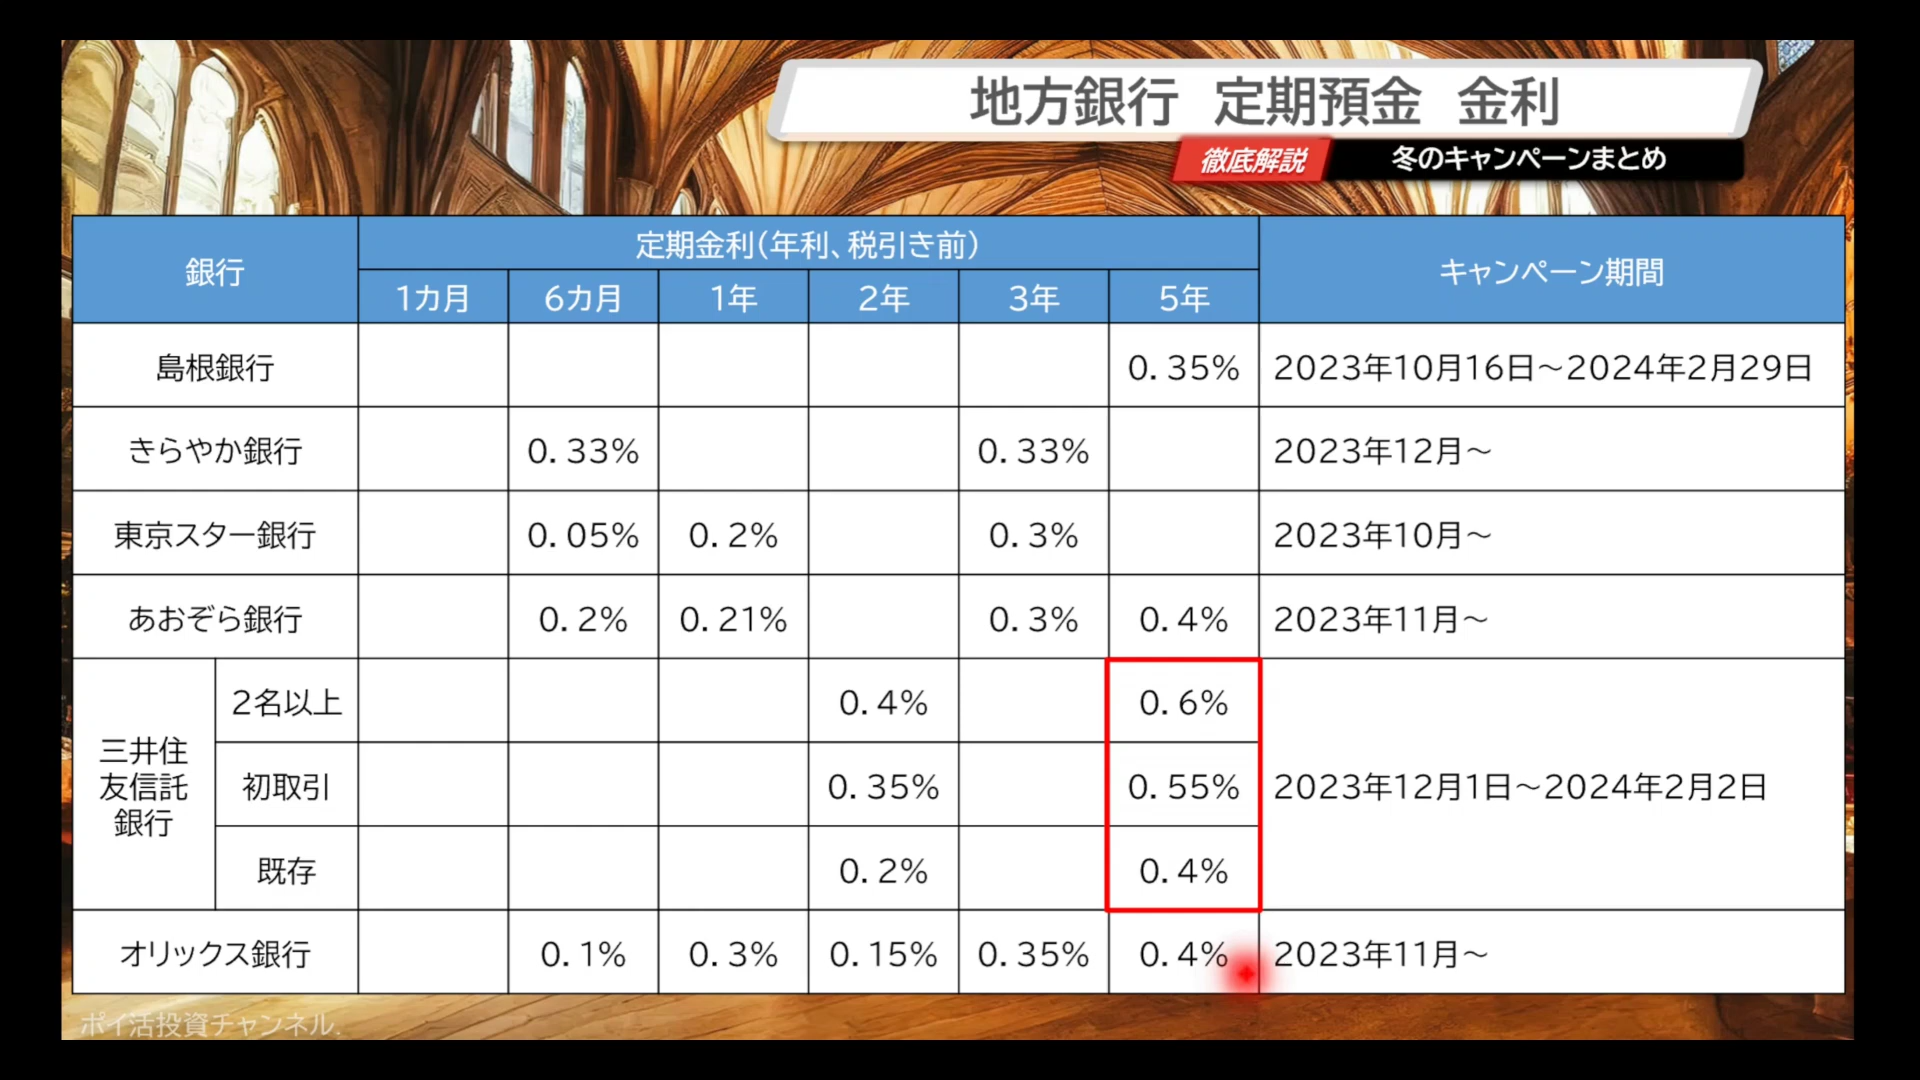 地方銀行 定期預金 金利
徹底解説 冬のキャンペーンまとめ
銀行 定期金利(年利、税引き前) キャンペーン期間
1カ月 6カ月 1年 2年 3年 5年
島根銀行 0.35% 2023年10月16日~2024年2月29日
きらやか銀行 0.33% 0.33% 2023年12月~
東京スター銀行 0.05% 0.2% 0.3% 2023年10月~
あおぞら銀行 0.2% 0.21% 0.3% 0.4% 2023年11月~
三井住
友信託
銀行
2名以上 0.4% 0.6%
初取引 0.35% 0.55% 2023年12月1日~2024年2月2日
既存 0.2% 0.4%
オリックス銀行 0.1% 0.3% 0.15% 0.35% 0.4% 2023年11月~
ポイ活投資チャンネル.